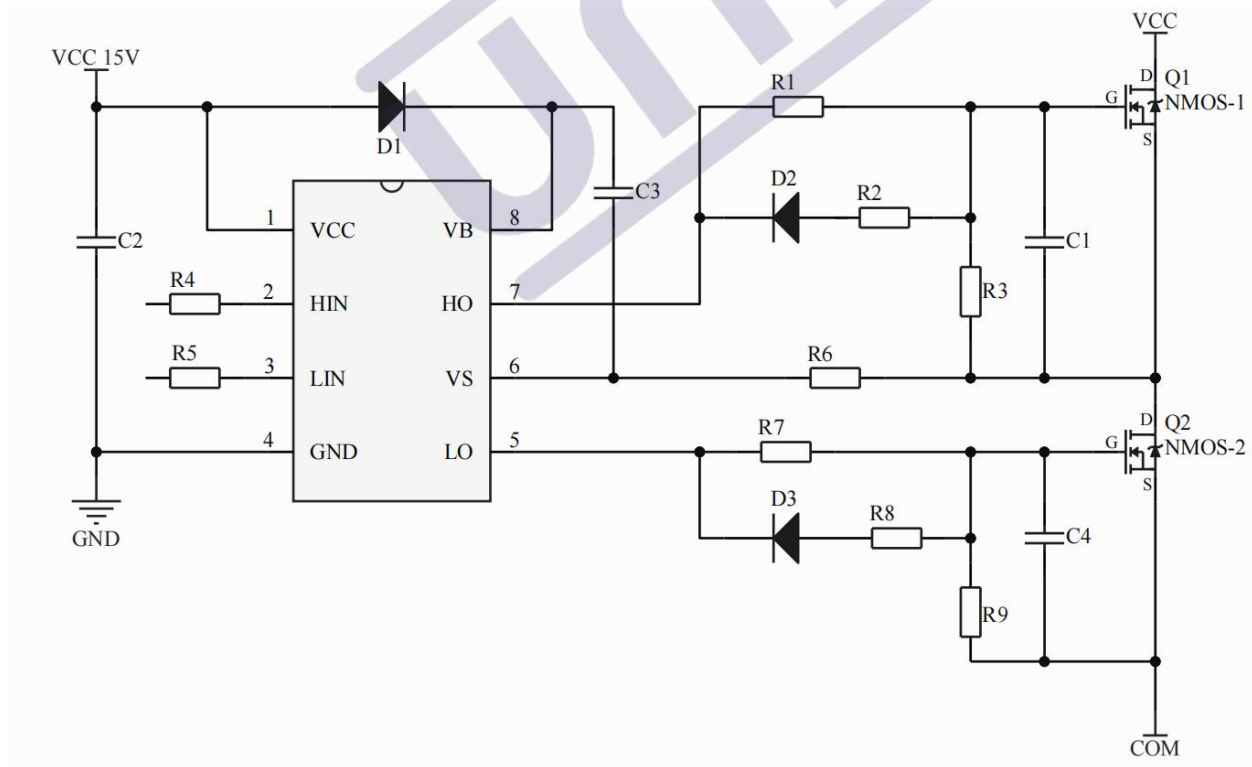 VCC
VCC 15V
D Q1
R1
G NMOS-1
D1
S
D2
R2
C3
1 VCC VB 8
C2
C1
R4
2 HIN HO 7
R3
R5
R6
3 LIN VS 6
D Q2
R7
4 GND LO 5
G NMOS-2
S
D3
R8
GND
C4
R9
COM